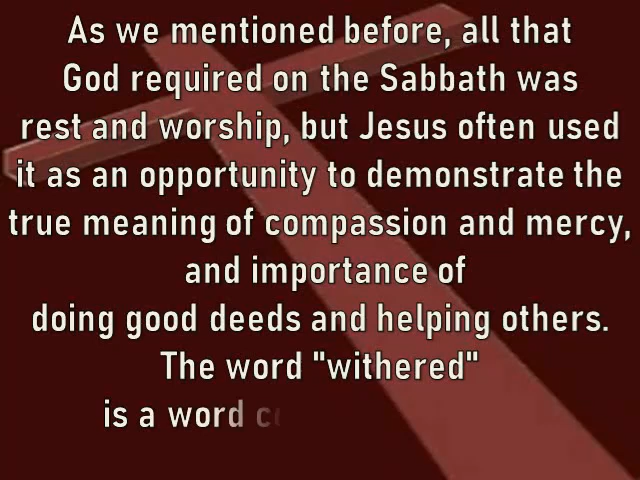 As we mentioned before, all that
God required on the Sabbath was
rest and worship, but Jesus often used
it as an opportunity to demonstrate the
true meaning of compassion and mercy,
and importance of
doing good deeds and helping others.
The word "withered"
is a word